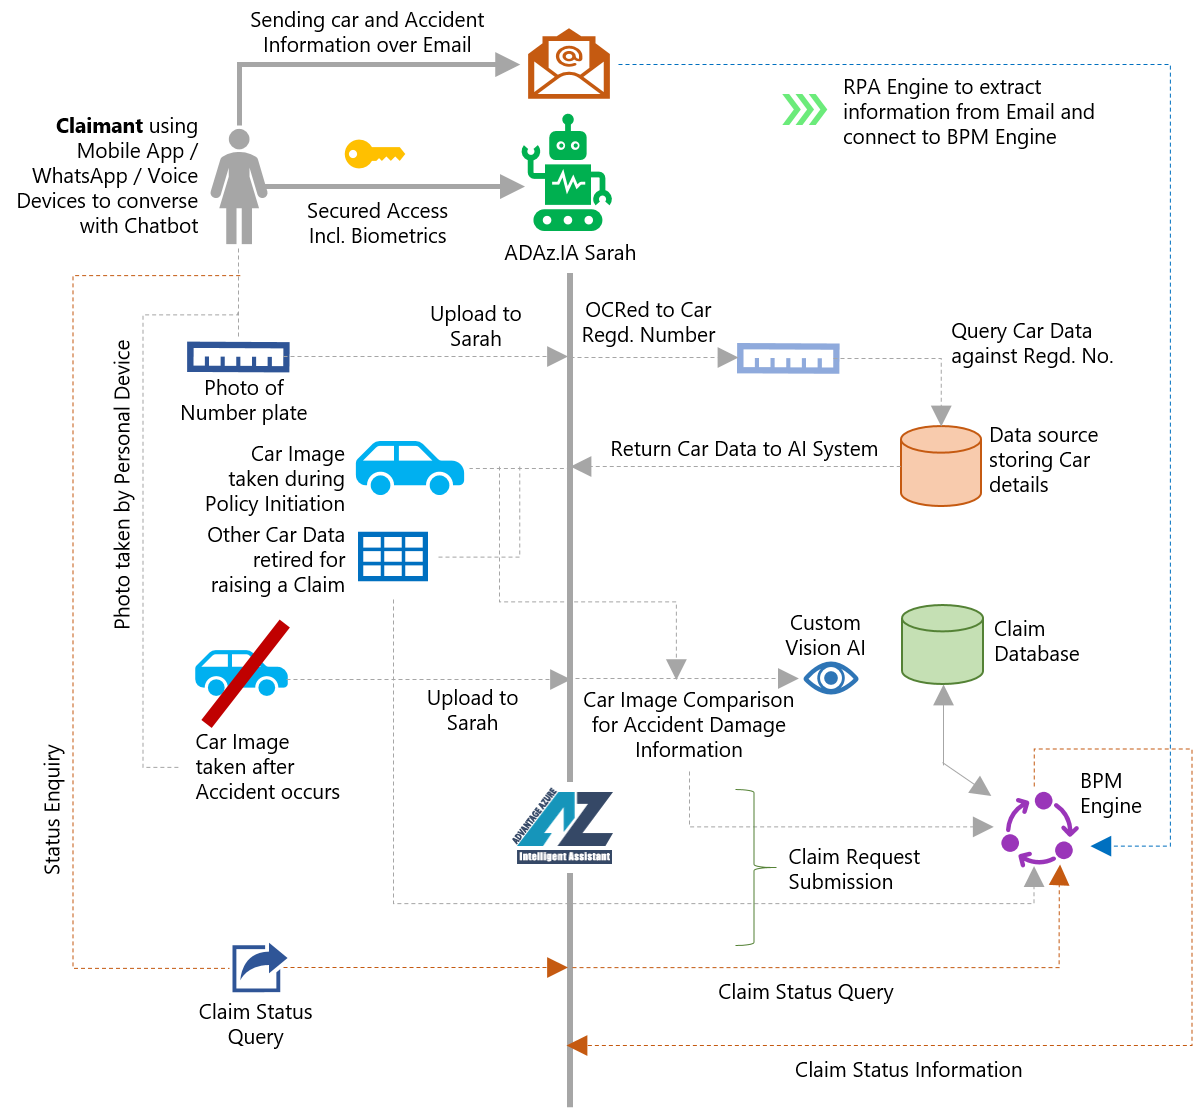 Sending car and Accident
Information over Email
RPA Engine to extract
information from Email and
connect to BPM Engine
Claimant using
Mobile App /
WhatsApp / Voice
Devices to converse
with Chatbot
Secured Access
Incl. Biometrics
ADAz.IA Sarah
Upload to
Sarah
OCRed to Car
Regd. Number
Query Car Data
against Regd. No.
Photo of
Number plate
Photo taken by Personal Device
Car Image
taken during
Policy Initiation
Return Car Data to AI System
Data source
storing Car
details
Other Car Data
retired for
raising a Claim
Custom
Vision AI
Claim
Database
Upload to
Sarah
Car Image Comparison
for Accident Damage
Information
Car Image
taken after
Accident occurs
BPM
Engine
Status Enquiry
ADVANTAGE AZURE
AZ
Intelligent Assistant
Claim Request
Submission
Claim Status
Query
Claim Status Query
Claim Status Information